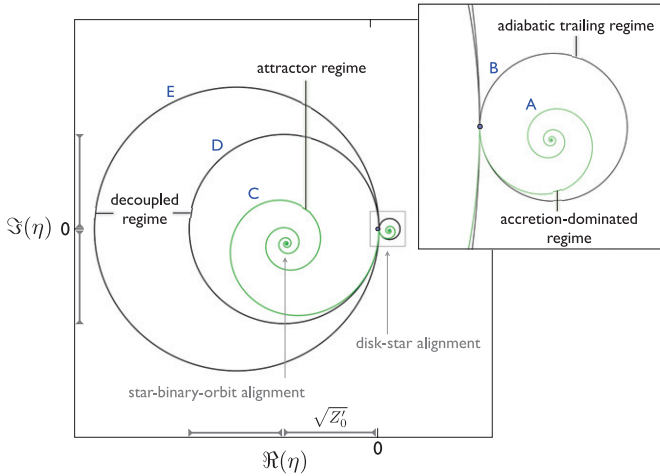 adiabatic trailing regime
B
A
accretion-dominated
regime
E
attractor regime
D
C
decoupled
regime
ℑ(η) 0
disk-star alignment
star-binary-orbit alignment
√Z′₀
0
ℜ(η)